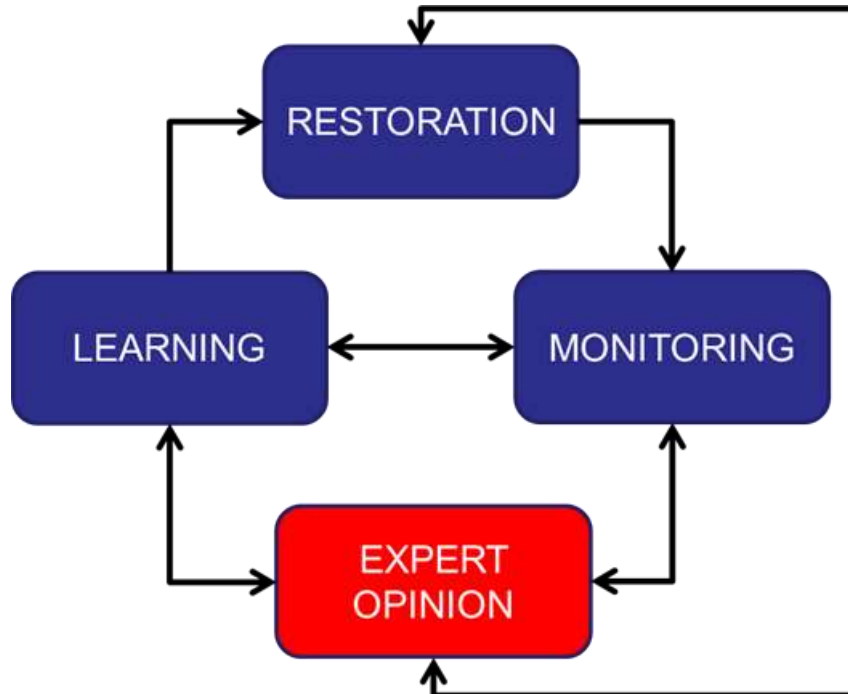 RESTORATION
LEARNING
MONITORING
EXPERT
OPINION